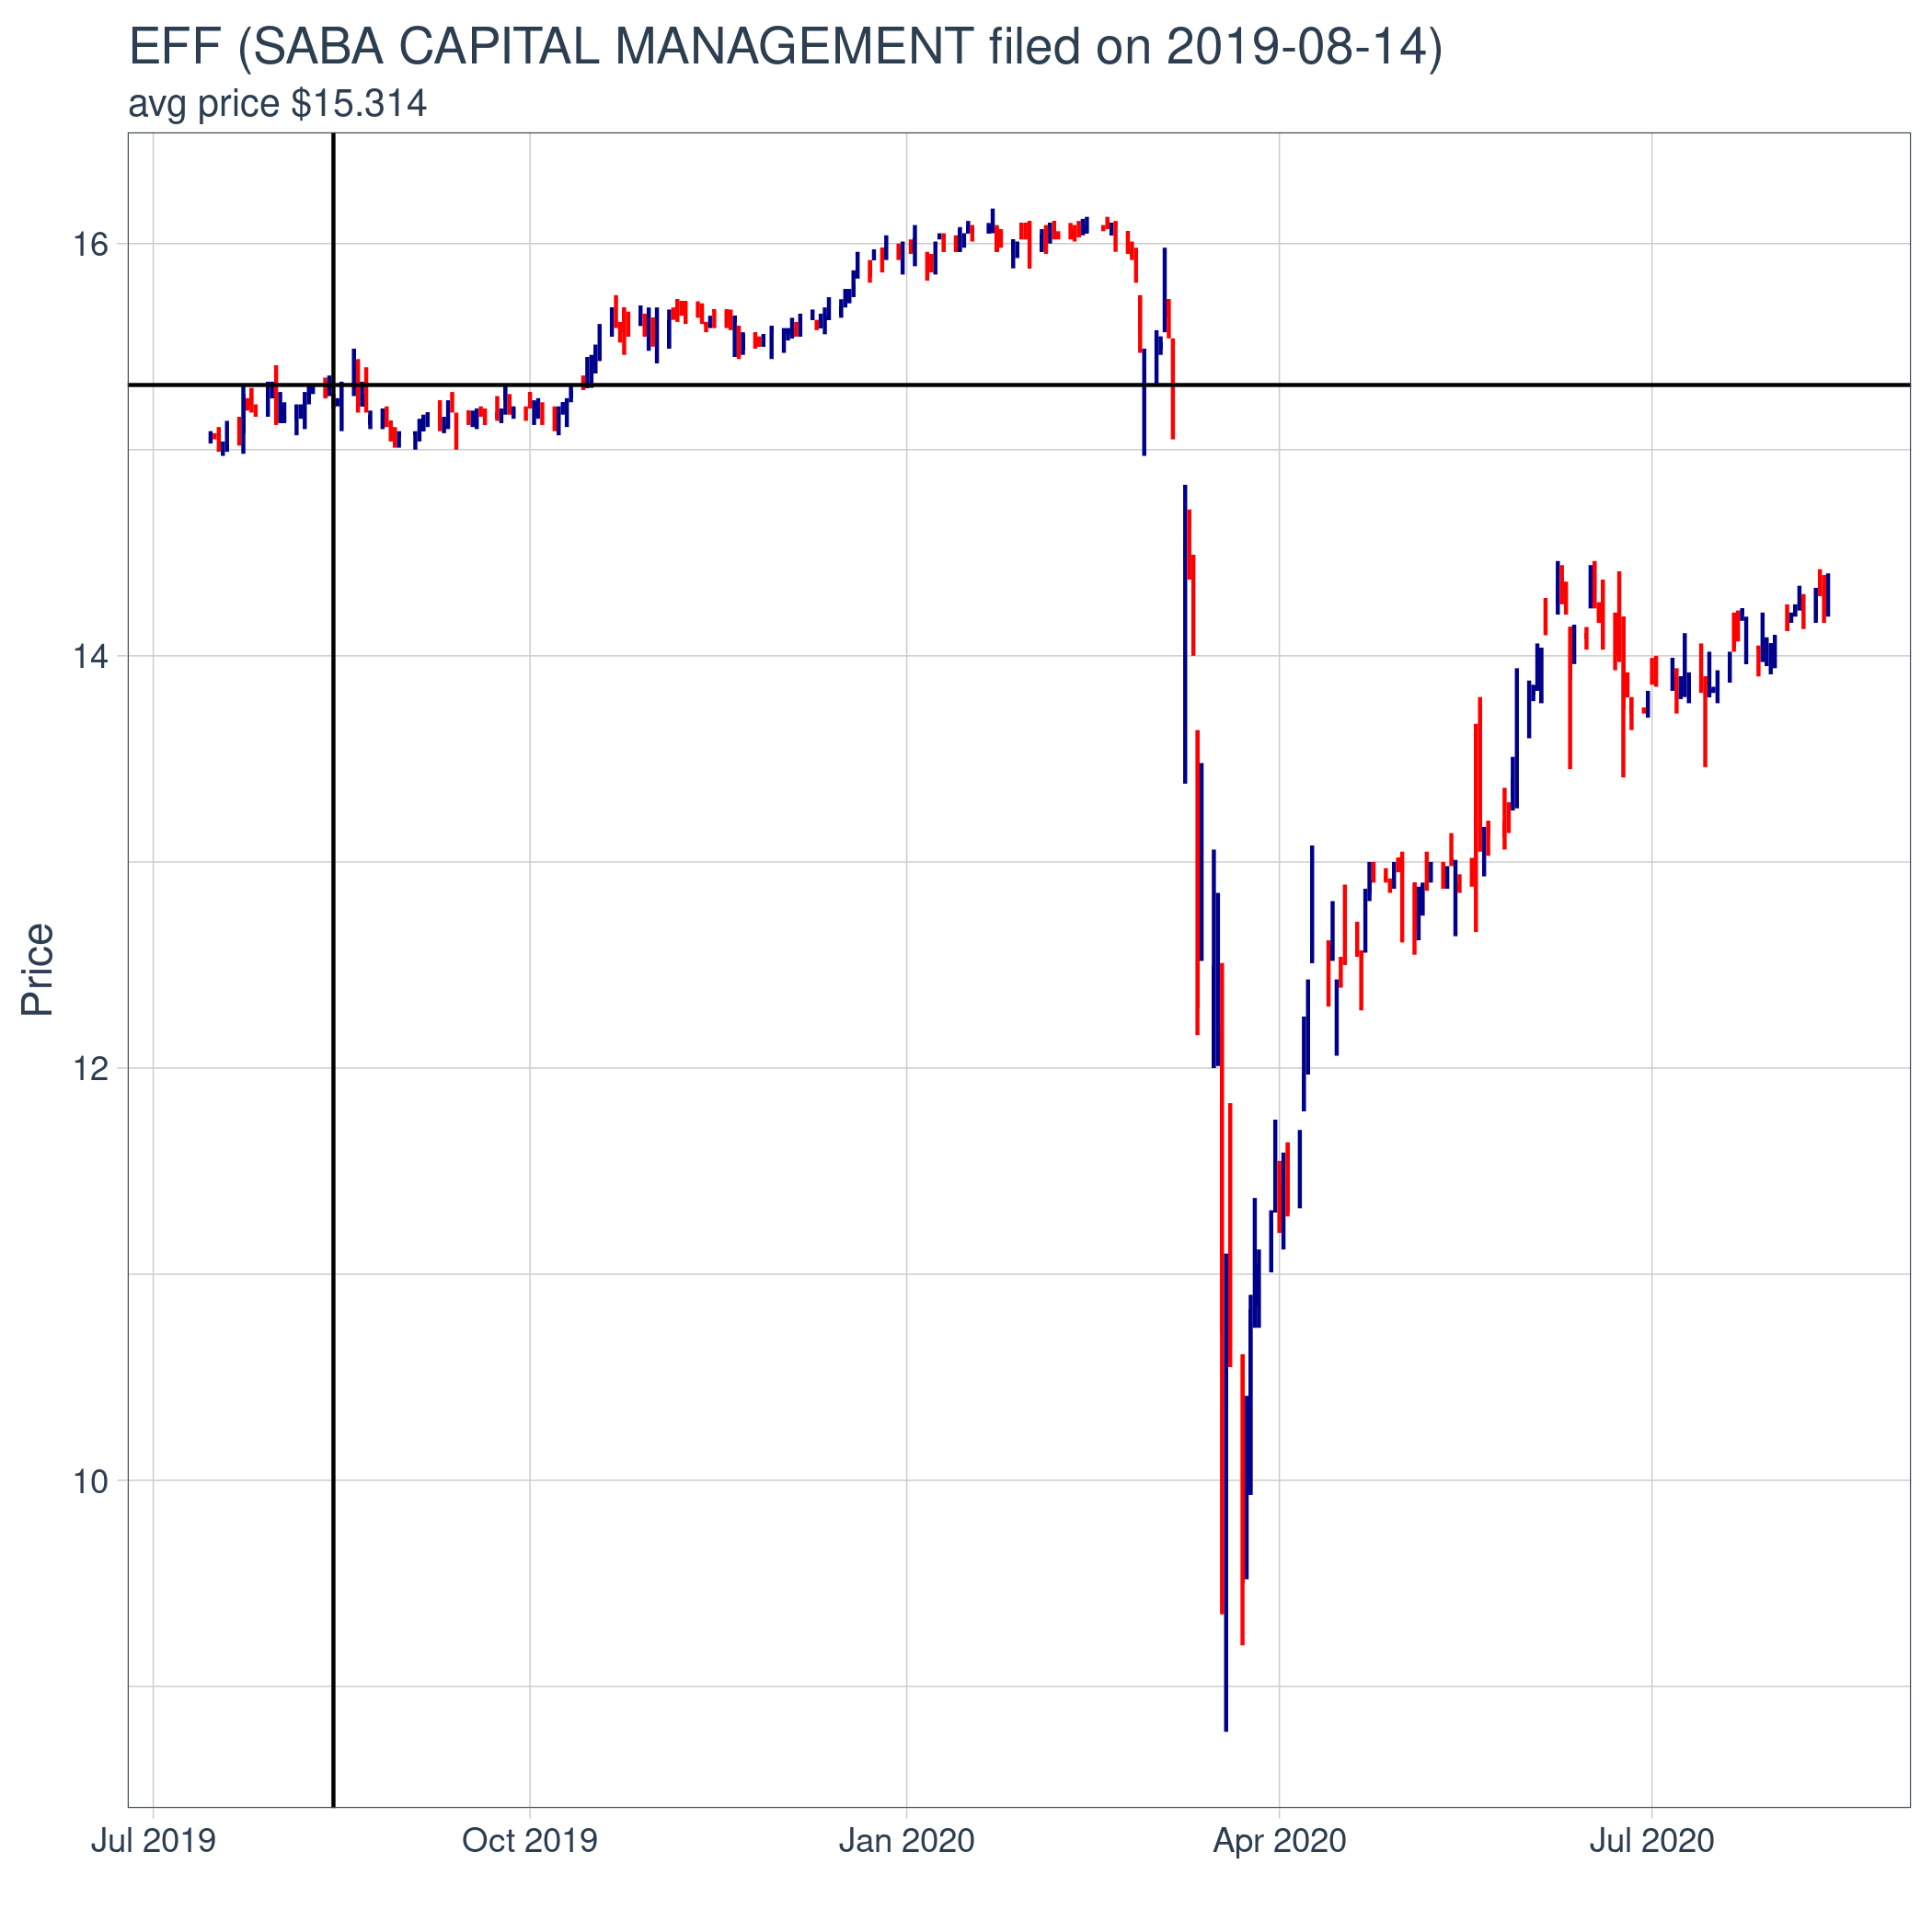 EFF (SABA CAPITAL MANAGEMENT filed on 2019-08-14)
avg price $15.314
16
14
12
10
Price
Jul 2019
Oct 2019
Jan 2020
Apr 2020
Jul 2020